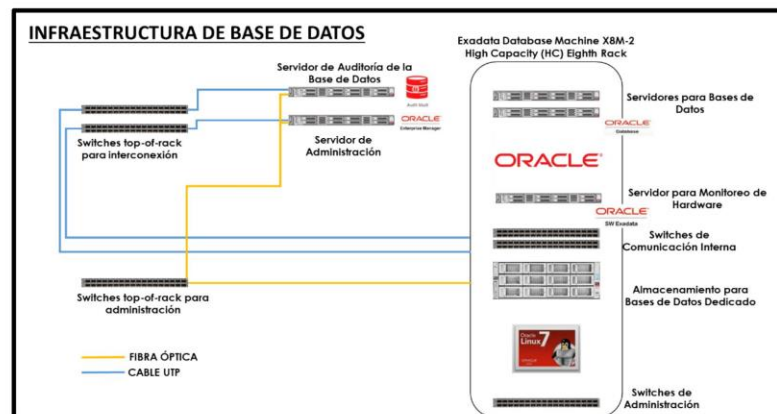 INFRAESTRUCTURA DE BASE DE DATOS
Exadata Database Machine X8M-2
High Capacity (HC) Eighth Rack
Servidor de Auditoría de la
Base de Datos
Audit Vault
ORACLE
Enterprise Manager
Servidor de
Administración
Switches top-of-rack
para interconexión
Servidores para Bases de
Datos
ORACLE
Database
ORACLE
Servidor para Monitoreo de
Hardware
ORACLE
SW Exadata
Switches de
Comunicación Interna
Almacenamiento para
Bases de Datos Dedicado
Switches top-of-rack para
administración
Oracle
Linux 7
FIBRA ÓPTICA
CABLE UTP
Switches de
Administración